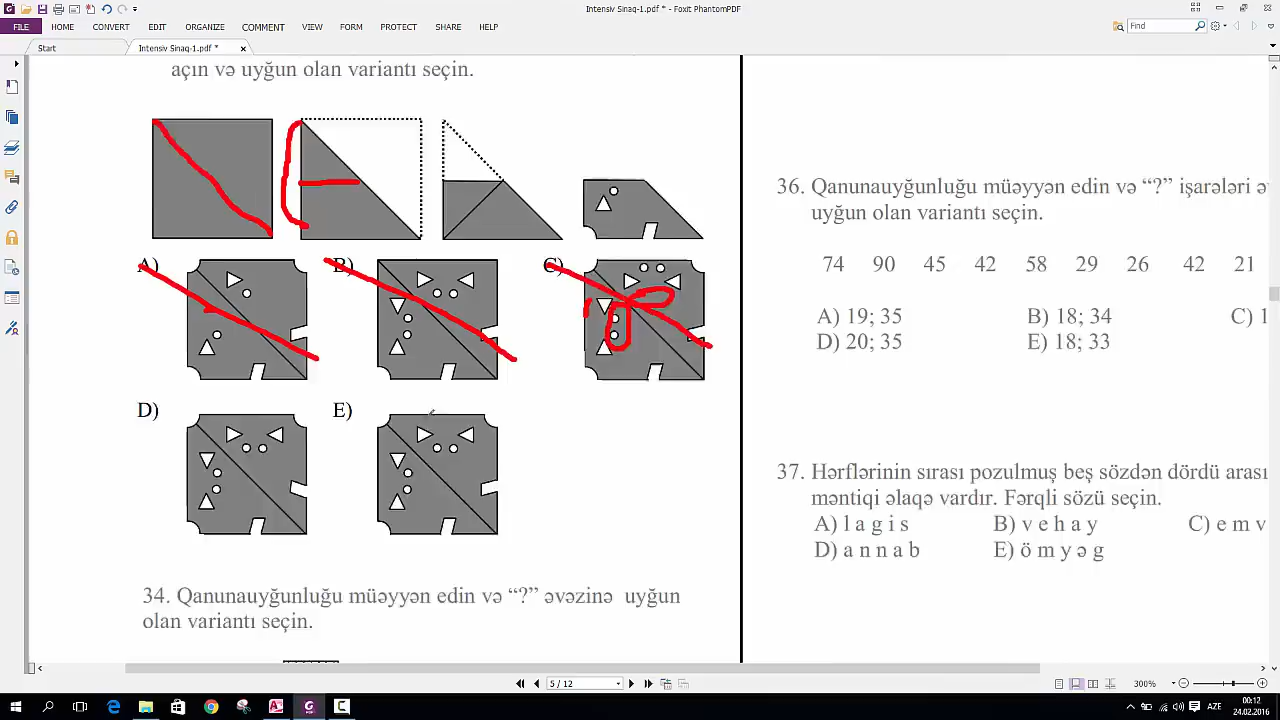 Intensiv Sinaq-1.pdf * - Foxit PhantomPDF
FILE HOME CONVERT EDIT ORGANIZE COMMENT VIEW FORM PROTECT SHARE HELP
Find
Start
Intensiv Sinaq-1.pdf *
açın və uyğun olan variantı seçin.
A) B) C)
D) E)
34. Qanunauyğunluğu müəyyən edin və “?” əvəzinə uyğun
olan variantı seçin.
36. Qanunauyğunluğu müəyyən edin və “?” işarələri ə
uyğun olan variantı seçin.
74 90 45 42 58 29 26 42 21
A) 19; 35 B) 18; 34 C) 1
D) 20; 35 E) 18; 33
37. Hərflərinin sırası pozulmuş beş sözdən dördü arası
məntiqi əlaqə vardır. Fərqli sözü seçin.
A) l a g i s B) v e h a y C) e m v
D) a n n a b E) ö m y ə g
5 / 12
300%
AZE
00:12
24.02.2016